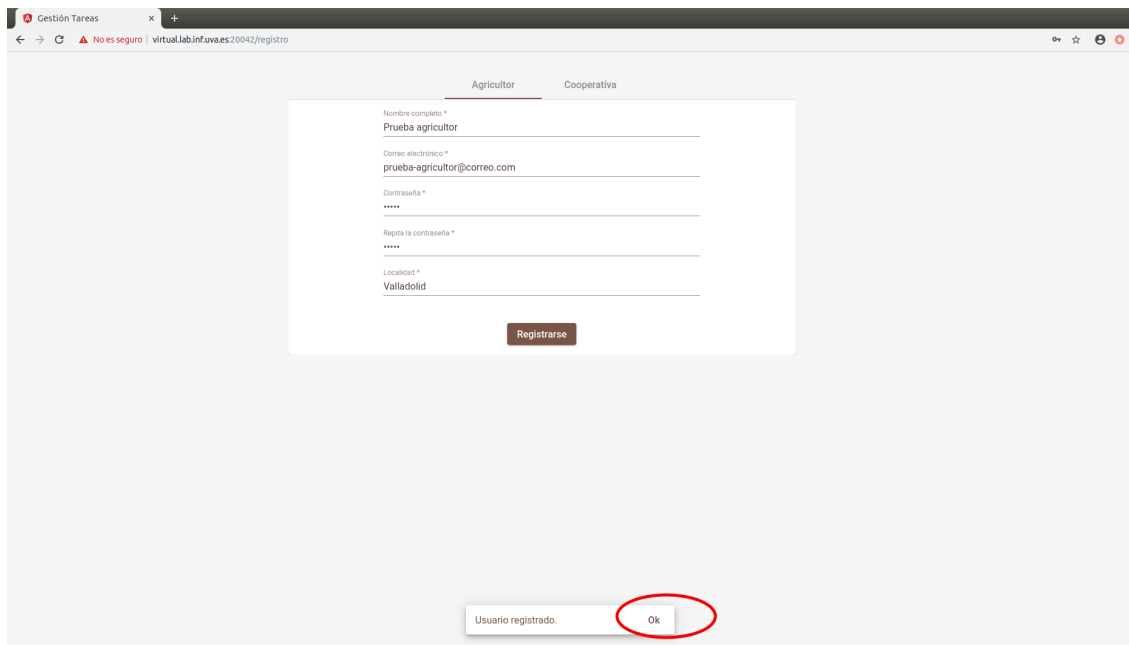 Gestión Tareas
No es seguro | virtual.lab.inf.uva.es:20042/registro
Agricultor Cooperativa
Nombre completo *
Prueba agricultor
Correo electrónico *
prueba-agricultor@correo.com
Contraseña *
•••••
Repita la contraseña *
•••••
Localidad *
Valladolid
Registrarse
Usuario registrado. Ok